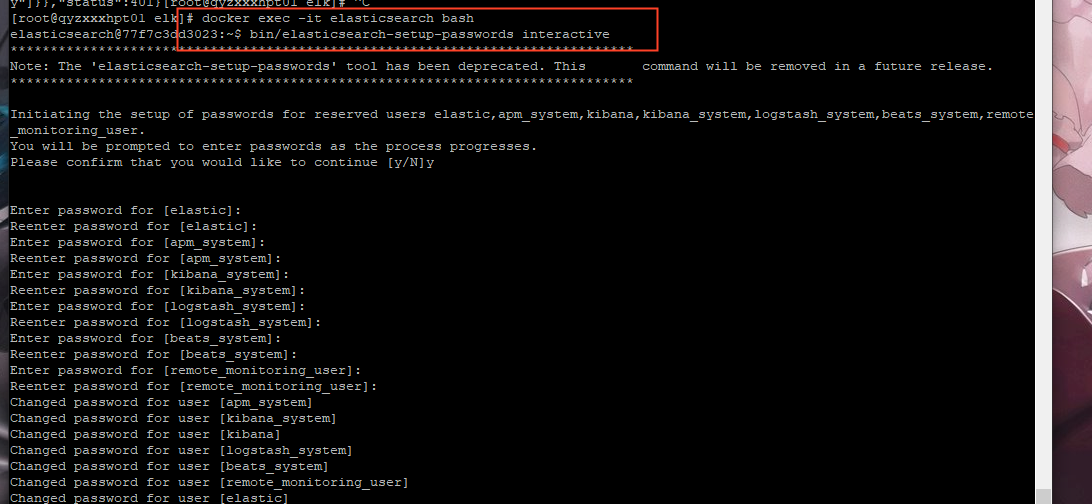 y"]}},"status":401}[root@qyzxxxhpt01 elk]# ^C
[root@qyzxxxhpt01 elk]# docker exec -it elasticsearch bash
elasticsearch@77f7c3dd3023:~$ bin/elasticsearch-setup-passwords interactive
******************************************************************************
Note: The 'elasticsearch-setup-passwords' tool has been deprecated. This       command will be removed in a future release.
******************************************************************************
Initiating the setup of passwords for reserved users elastic,apm_system,kibana,kibana_system,logstash_system,beats_system,remote
_monitoring_user.
You will be prompted to enter passwords as the process progresses.
Please confirm that you would like to continue [y/N]y
Enter password for [elastic]:
Reenter password for [elastic]:
Enter password for [apm_system]:
Reenter password for [apm_system]:
Enter password for [kibana_system]:
Reenter password for [kibana_system]:
Enter password for [logstash_system]:
Reenter password for [logstash_system]:
Enter password for [beats_system]:
Reenter password for [beats_system]:
Enter password for [remote_monitoring_user]:
Reenter password for [remote_monitoring_user]:
Changed password for user [apm_system]
Changed password for user [kibana_system]
Changed password for user [kibana]
Changed password for user [logstash_system]
Changed password for user [beats_system]
Changed password for user [remote_monitoring_user]
Changed password for user [elastic]